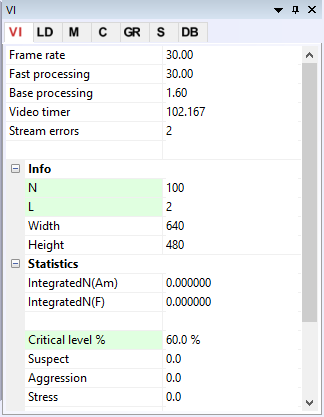 VI
VI LD M C GR S DB
Frame rate 30.00
Fast processing 30.00
Base processing 1.60
Video timer 102.167
Stream errors 2
Info
N 100
L 2
Width 640
Height 480
Statistics
IntegratedN(Am) 0.000000
IntegratedN(F) 0.000000
Critical level % 60.0 %
Suspect 0.0
Aggression 0.0
Stress 0.0